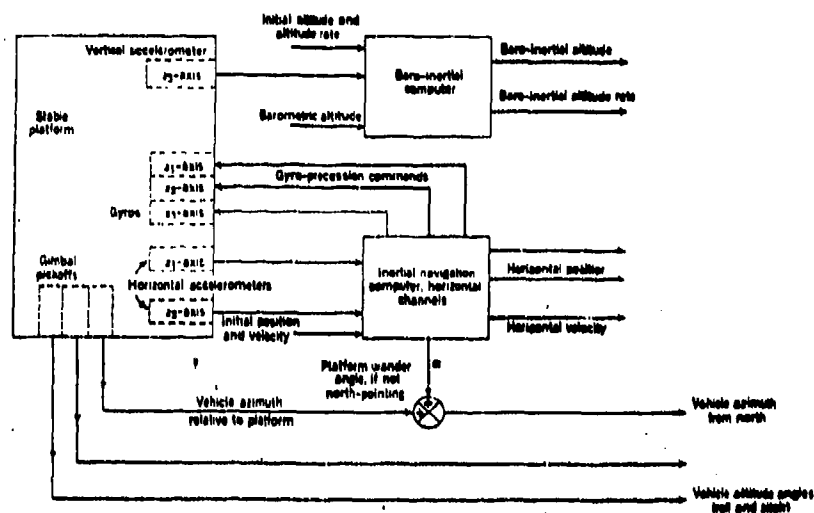 Initial altitude and
altitude rate
Vertical accelerometer
z3-axis
Baro-inertial
computer
Baro-inertial altitude
Baro-inertial altitude rate
Barometric altitude
Stable
platform
z1-axis
z2-axis
z3-axis
Gyros
Gyro-precession commands
Gimbal
pickoffs
z1-axis
Horizontal accelerometers
z2-axis
Inertial navigation
computer, horizontal
channels
Horizontal position
Horizontal velocity
Initial position
and velocity
Platform wander
angle, if not
north-pointing
α
Vehicle azimuth
relative to platform
Vehicle azimuth
from north
Vehicle altitude angles
(roll and pitch)